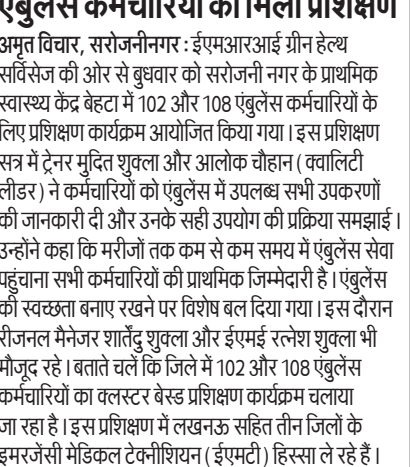 एंबुलेंस कर्मचारियों को मिला प्रशिक्षण
अमृत विचार, सरोजनीनगर : ईएमआरआई ग्रीन हेल्थ
सर्विसेज की ओर से बुधवार को सरोजनी नगर के प्राथमिक
स्वास्थ्य केंद्र बेहटा में 102 और 108 एंबुलेंस कर्मचारियों के
लिए प्रशिक्षण कार्यक्रम आयोजित किया गया। इस प्रशिक्षण
सत्र में ट्रेनर मुदित शुक्ला और आलोक चौहान ( क्वालिटी
लीडर ) ने कर्मचारियों को एंबुलेंस में उपलब्ध सभी उपकरणों
की जानकारी दी और उनके सही उपयोग की प्रक्रिया समझाई।
उन्होंने कहा कि मरीजों तक कम से कम समय में एंबुलेंस सेवा
पहुंचाना सभी कर्मचारियों की प्राथमिक जिम्मेदारी है। एंबुलेंस
की स्वच्छता बनाए रखने पर विशेष बल दिया गया। इस दौरान
रीजनल मैनेजर शार्तेंदु शुक्ला और ईएमई रत्नेश शुक्ला भी
मौजूद रहे। बताते चलें कि जिले में 102 और 108 एंबुलेंस
कर्मचारियों का क्लस्टर बेस्ड प्रशिक्षण कार्यक्रम चलाया
जा रहा है। इस प्रशिक्षण में लखनऊ सहित तीन जिलों के
इमरजेंसी मेडिकल टेक्नीशियन ( ईएमटी ) हिस्सा ले रहे हैं।